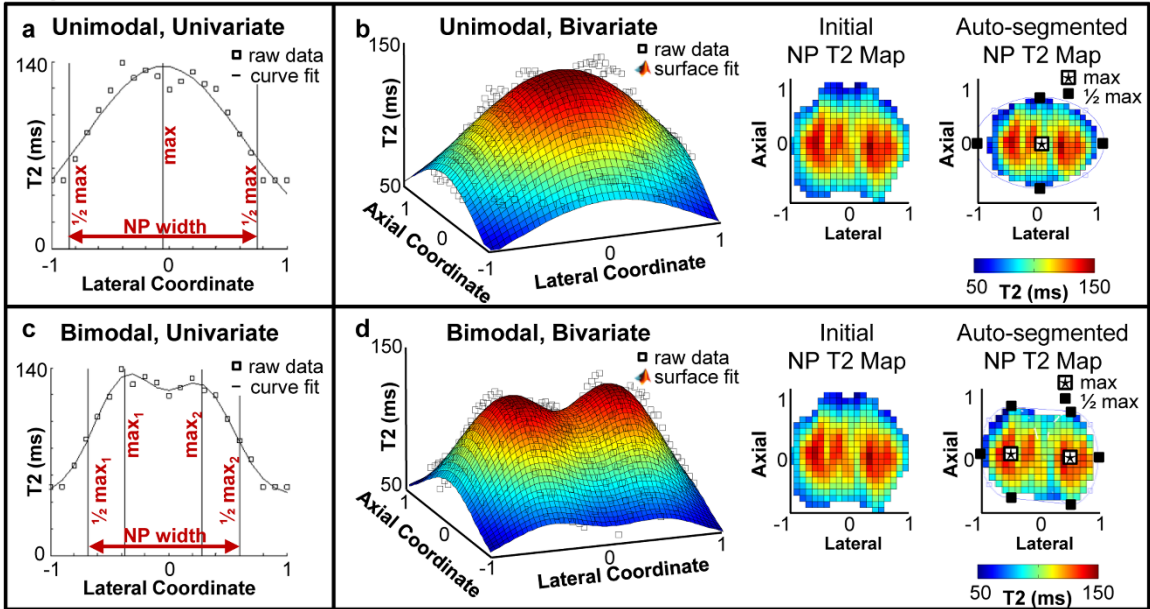 a Unimodal, Univariate
raw data
curve fit
140
T2 (ms)
0
½ max
max
½ max
NP width
-1 0 1
Lateral Coordinate
b Unimodal, Bivariate
raw data
surface fit
150
T2 (ms)
50
1
0
-1
Axial Coordinate
-1 0 1
Lateral Coordinate
Initial
NP T2 Map
1
0
-1
Axial
-1 0 1
Lateral
Auto-segmented
NP T2 Map
max
½ max
1
0
-1
Axial
-1 0 1
Lateral
50 150
T2 (ms)
c Bimodal, Univariate
raw data
curve fit
140
T2 (ms)
0
½ max₁
max₁
max₂
½ max₂
NP width
-1 0 1
Lateral Coordinate
d Bimodal, Bivariate
raw data
surface fit
150
T2 (ms)
50
1
0
-1
Axial Coordinate
-1 0 1
Lateral Coordinate
Initial
NP T2 Map
1
0
-1
Axial
-1 0 1
Lateral
Auto-segmented
NP T2 Map
max
½ max
1
0
-1
Axial
-1 0 1
Lateral
50 150
T2 (ms)